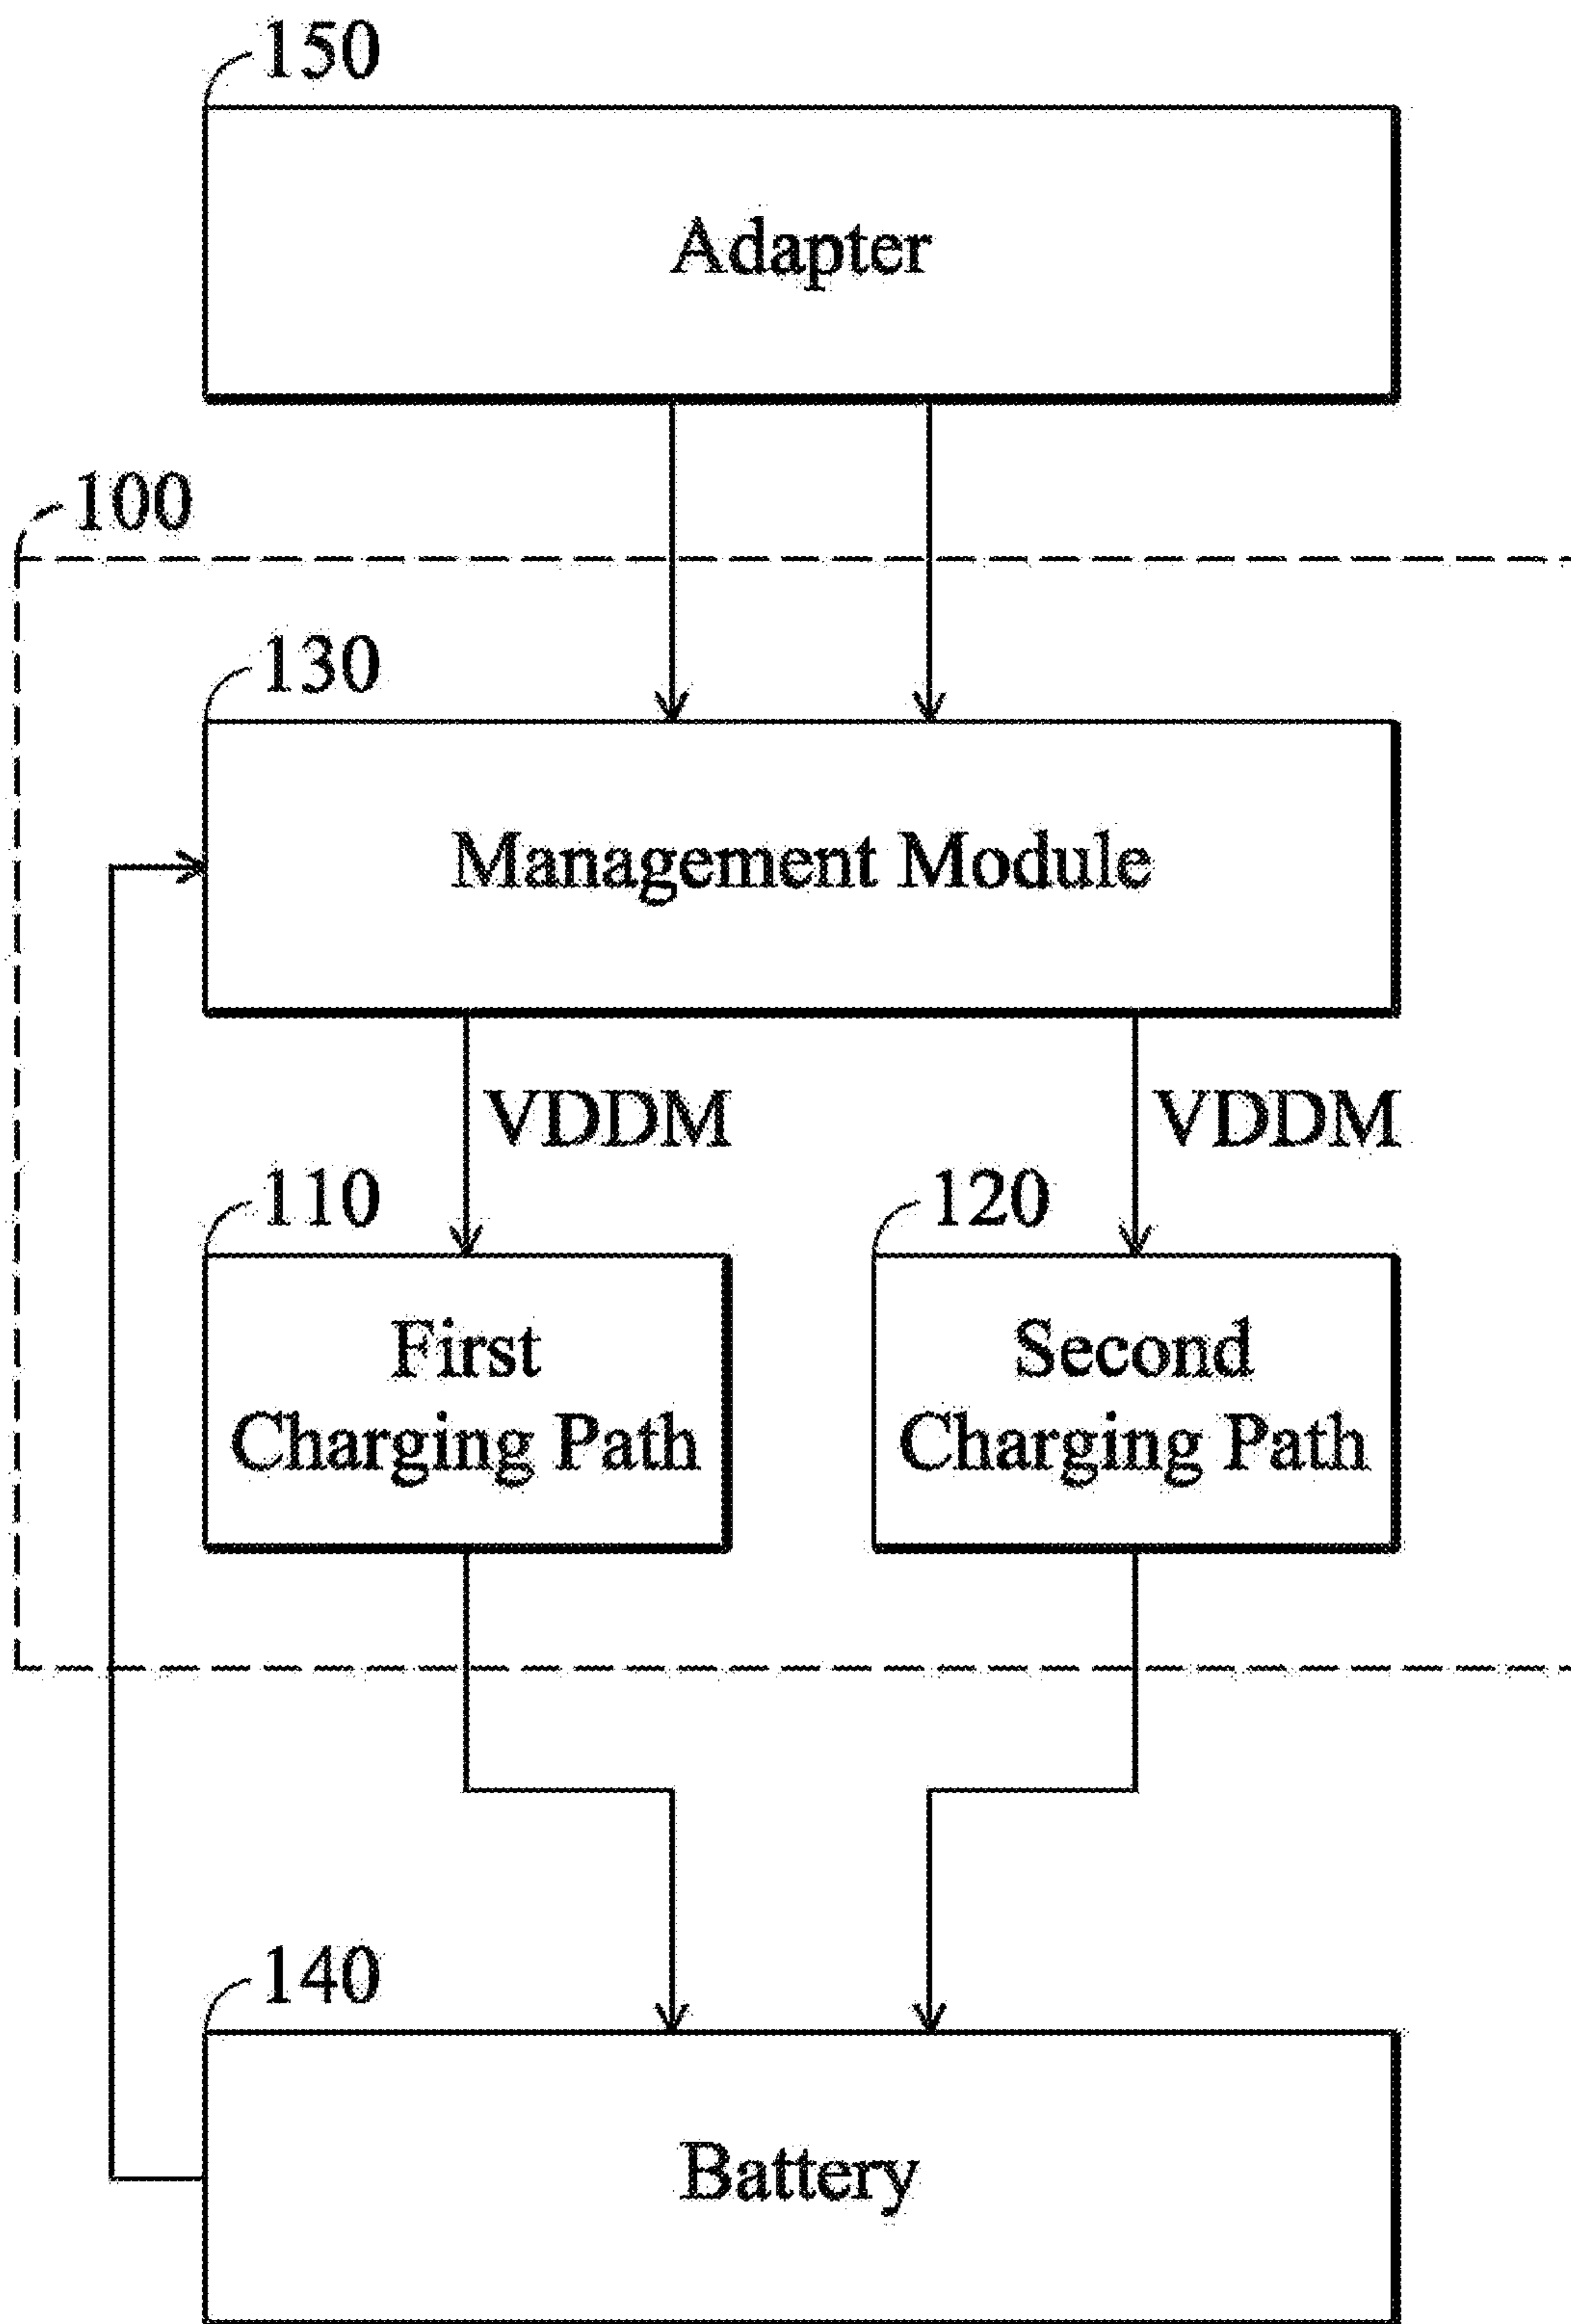 150
Adapter
100
130
Management Module
VDDM VDDM
110 120
First Second
Charging Path Charging Path
140
Battery